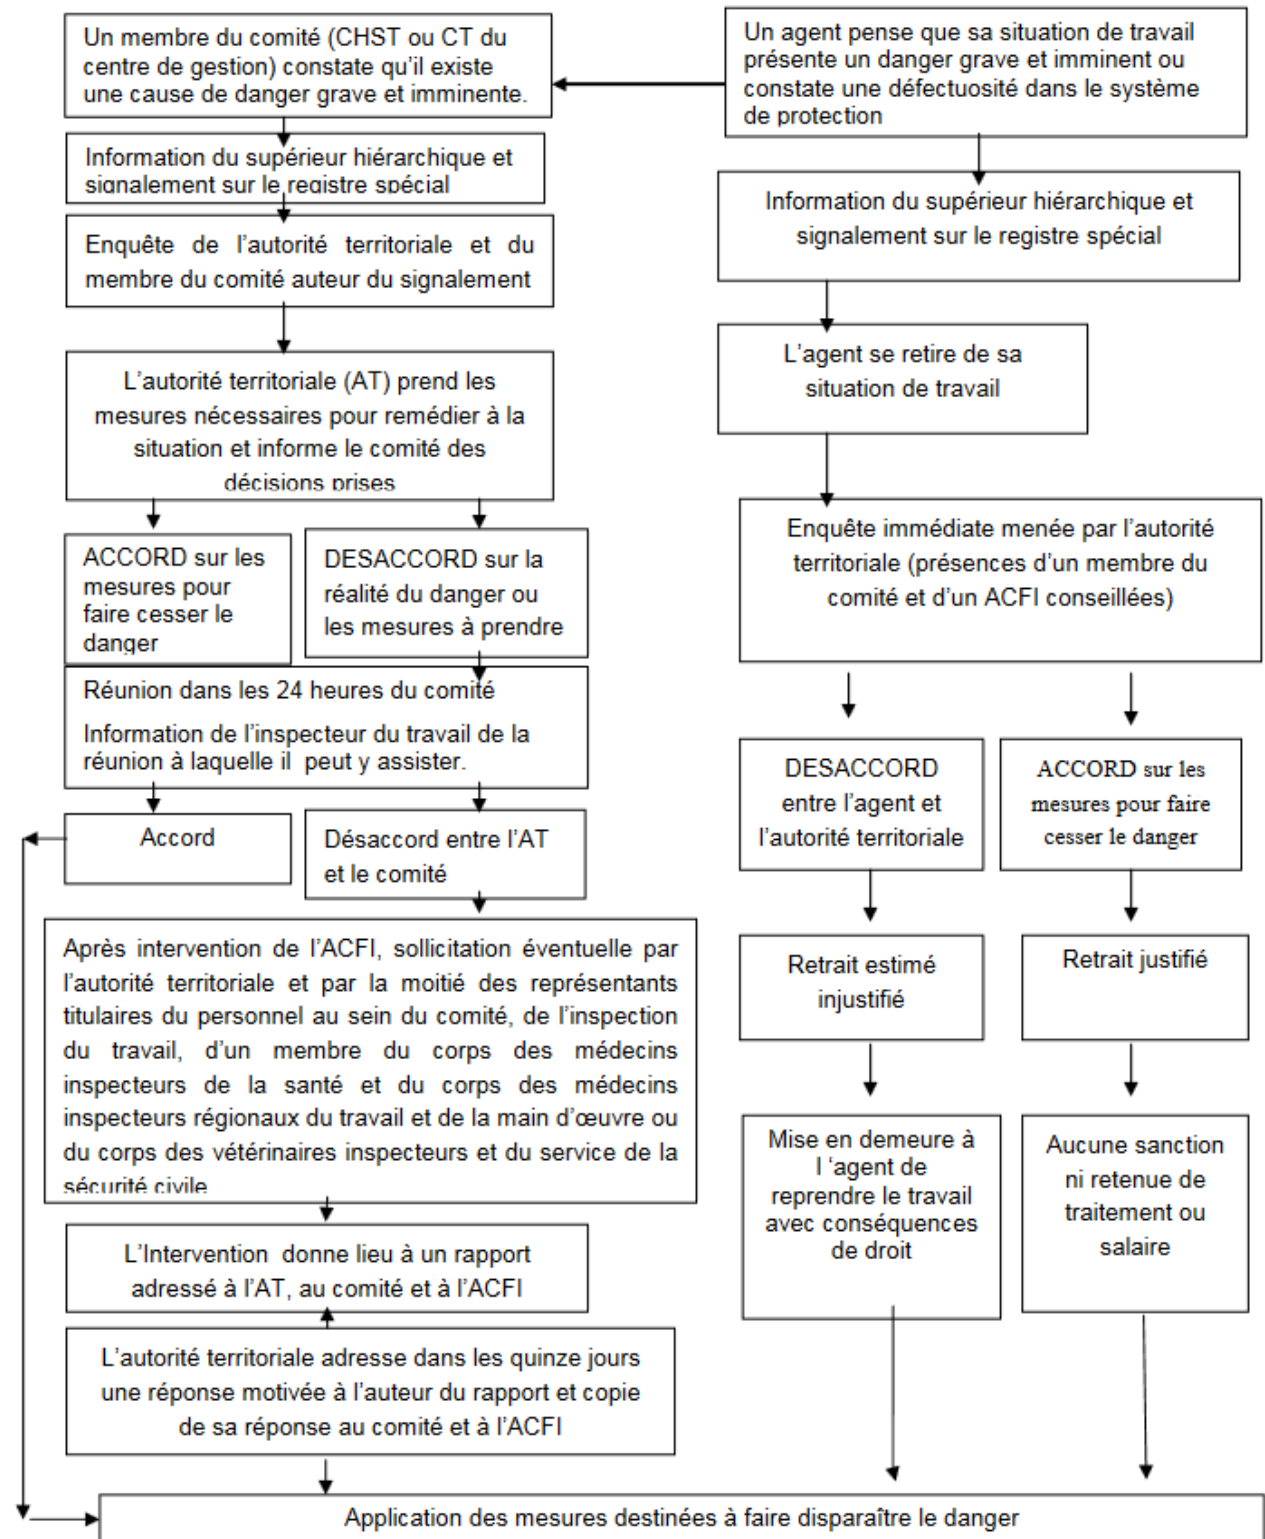 Un membre du comité (CHST ou CT du
centre de gestion) constate qu'il existe
une cause de danger grave et imminente.
Un agent pense que sa situation de travail
présente un danger grave et imminent ou
constate une défectuosité dans le système
de protection
Information du supérieur hiérarchique et
signalement sur le registre spécial
Information du supérieur hiérarchique et
signalement sur le registre spécial
Enquête de l'autorité territoriale et du
membre du comité auteur du signalement
L'agent se retire de sa
situation de travail
L'autorité territoriale (AT) prend les
mesures nécessaires pour remédier à la
situation et informe le comité des
décisions prises
Enquête immédiate menée par l'autorité
territoriale (présences d'un membre du
comité et d'un ACFI conseillées)
ACCORD sur les
mesures pour
faire cesser le
danger
DESACCORD sur la
réalité du danger ou
les mesures à prendre
Réunion dans les 24 heures du comité
Information de l'inspecteur du travail de la
réunion à laquelle il  peut y assister.
DESACCORD
entre l'agent et
l'autorité territoriale
ACCORD sur les
mesures pour faire
cesser le danger
Accord
Désaccord entre l'AT
et le comité
Après intervention de l'ACFI, sollicitation éventuelle par
l'autorité territoriale et par la moitié des représentants
titulaires du personnel au sein du comité, de l'inspection
du travail, d'un membre du corps des médecins
inspecteurs de la santé et du corps des médecins
inspecteurs régionaux du travail et de la main d'œuvre ou
du corps des vétérinaires inspecteurs et du service de la
sécurité civile
Retrait estimé
injustifié
Retrait justifié
Mise en demeure à
l 'agent de
reprendre le travail
avec conséquences
de droit
Aucune sanction
ni retenue de
traitement ou
salaire
L'Intervention  donne lieu à un rapport
adressé à l'AT, au comité et à l'ACFI
L'autorité territoriale adresse dans les quinze jours
une réponse motivée à l'auteur du rapport et copie
de sa réponse au comité et à l'ACFI
Application des mesures destinées à faire disparaître le danger